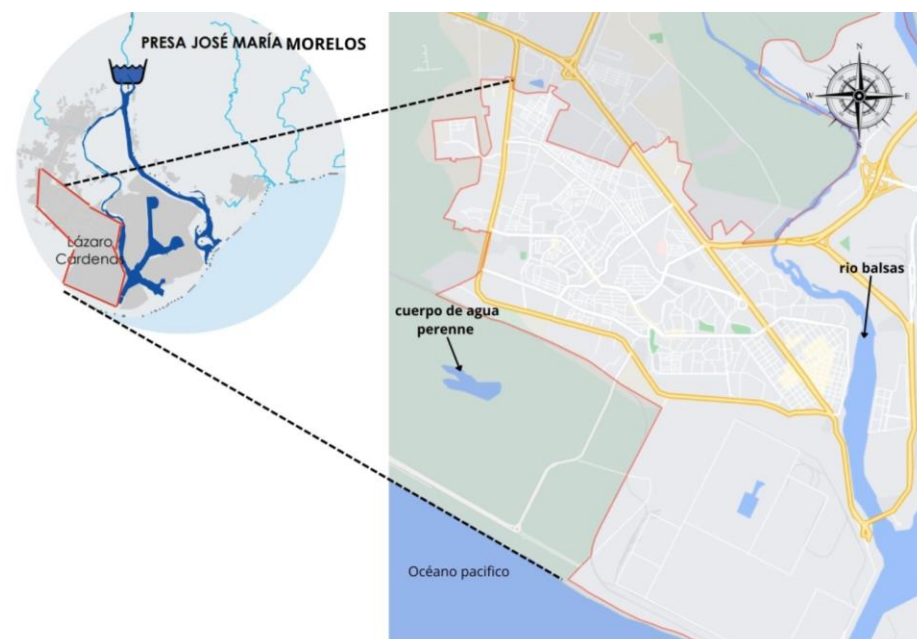 PRESA JOSÉ MARÍA MORELOS
Lázaro
Cárdenas
N
W
E
S
rio balsas
cuerpo de agua
perenne
Océano pacifico